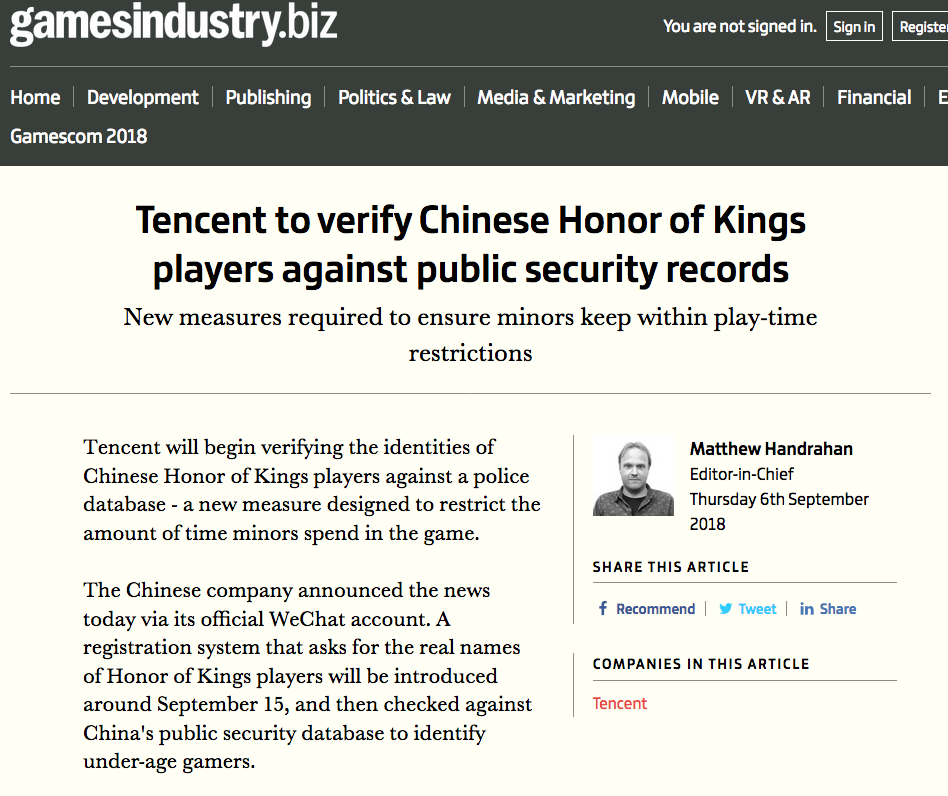 gamesindustry.biz
You are not signed in. Sign in Register
Home Development Publishing Politics & Law Media & Marketing Mobile VR & AR Financial E
Gamescom 2018
Tencent to verify Chinese Honor of Kings
players against public security records
New measures required to ensure minors keep within play-time
restrictions
Tencent will begin verifying the identities of
Chinese Honor of Kings players against a police
database - a new measure designed to restrict the
amount of time minors spend in the game.
The Chinese company announced the news
today via its official WeChat account. A
registration system that asks for the real names
of Honor of Kings players will be introduced
around September 15, and then checked against
China's public security database to identify
under-age gamers.
Matthew Handrahan
Editor-in-Chief
Thursday 6th September
2018
SHARE THIS ARTICLE
Recommend Tweet Share
COMPANIES IN THIS ARTICLE
Tencent